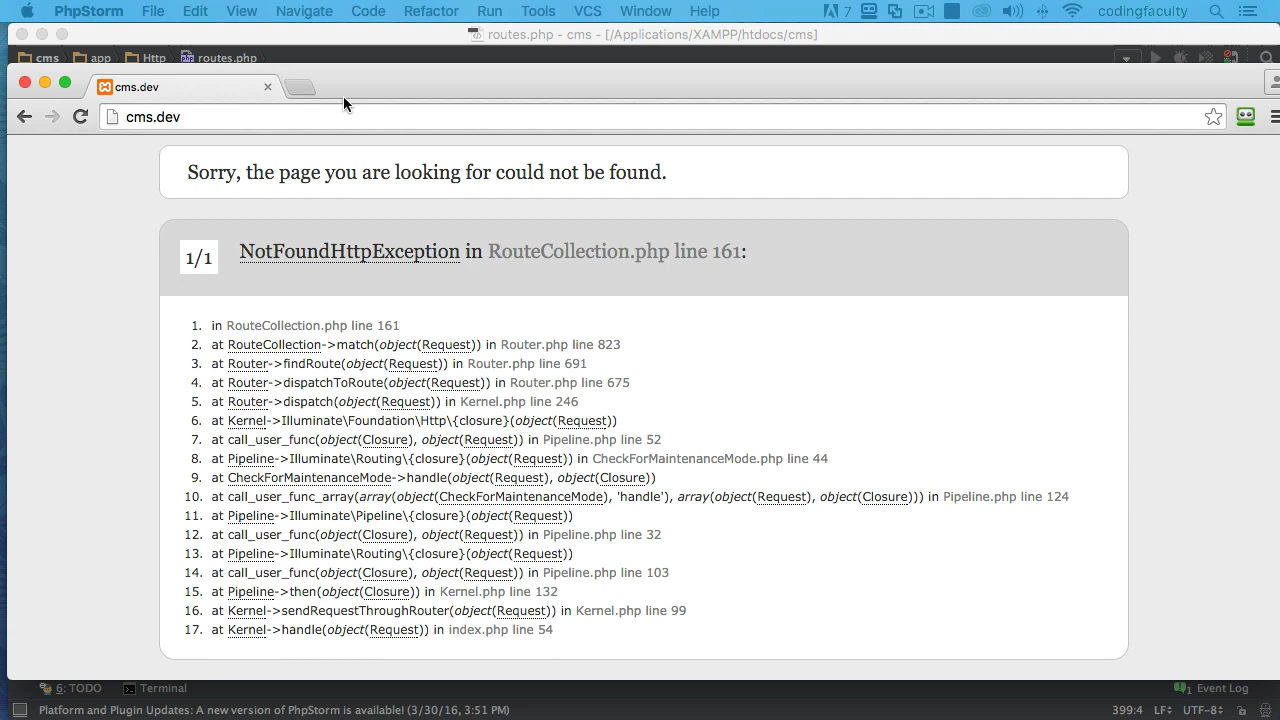 PhpStorm File Edit View Navigate Code Refactor Run Tools VCS Window Help 7 codingfaculty
routes.php - cms - [/Applications/XAMPP/htdocs/cms]
cms app Http routes.php
cms.dev
cms.dev
Sorry, the page you are looking for could not be found.
1/1 NotFoundHttpException in RouteCollection.php line 161:
1. in RouteCollection.php line 161
2. at RouteCollection->match(object(Request)) in Router.php line 823
3. at Router->findRoute(object(Request)) in Router.php line 691
4. at Router->dispatchToRoute(object(Request)) in Router.php line 675
5. at Router->dispatch(object(Request)) in Kernel.php line 246
6. at Kernel->Illuminate\Foundation\Http\{closure}(object(Request))
7. at call_user_func(object(Closure), object(Request)) in Pipeline.php line 52
8. at Pipeline->Illuminate\Routing\{closure}(object(Request)) in CheckForMaintenanceMode.php line 44
9. at CheckForMaintenanceMode->handle(object(Request), object(Closure))
10. at call_user_func_array(array(object(CheckForMaintenanceMode), 'handle'), array(object(Request), object(Closure))) in Pipeline.php line 124
11. at Pipeline->Illuminate\Pipeline\{closure}(object(Request))
12. at call_user_func(object(Closure), object(Request)) in Pipeline.php line 32
13. at Pipeline->Illuminate\Routing\{closure}(object(Request))
14. at call_user_func(object(Closure), object(Request)) in Pipeline.php line 103
15. at Pipeline->then(object(Closure)) in Kernel.php line 132
16. at Kernel->sendRequestThroughRouter(object(Request)) in Kernel.php line 99
17. at Kernel->handle(object(Request)) in index.php line 54
6: TODO Terminal 1 Event Log
Platform and Plugin Updates: A new version of PhpStorm is available! (3/30/16, 3:51 PM) 399:4 LF UTF-8